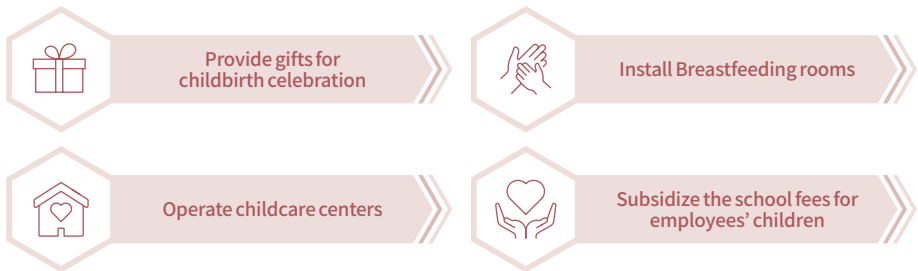 Provide gifts for
childbirth celebration
Install Breastfeeding rooms
Operate childcare centers
Subsidize the school fees for
employees’ children